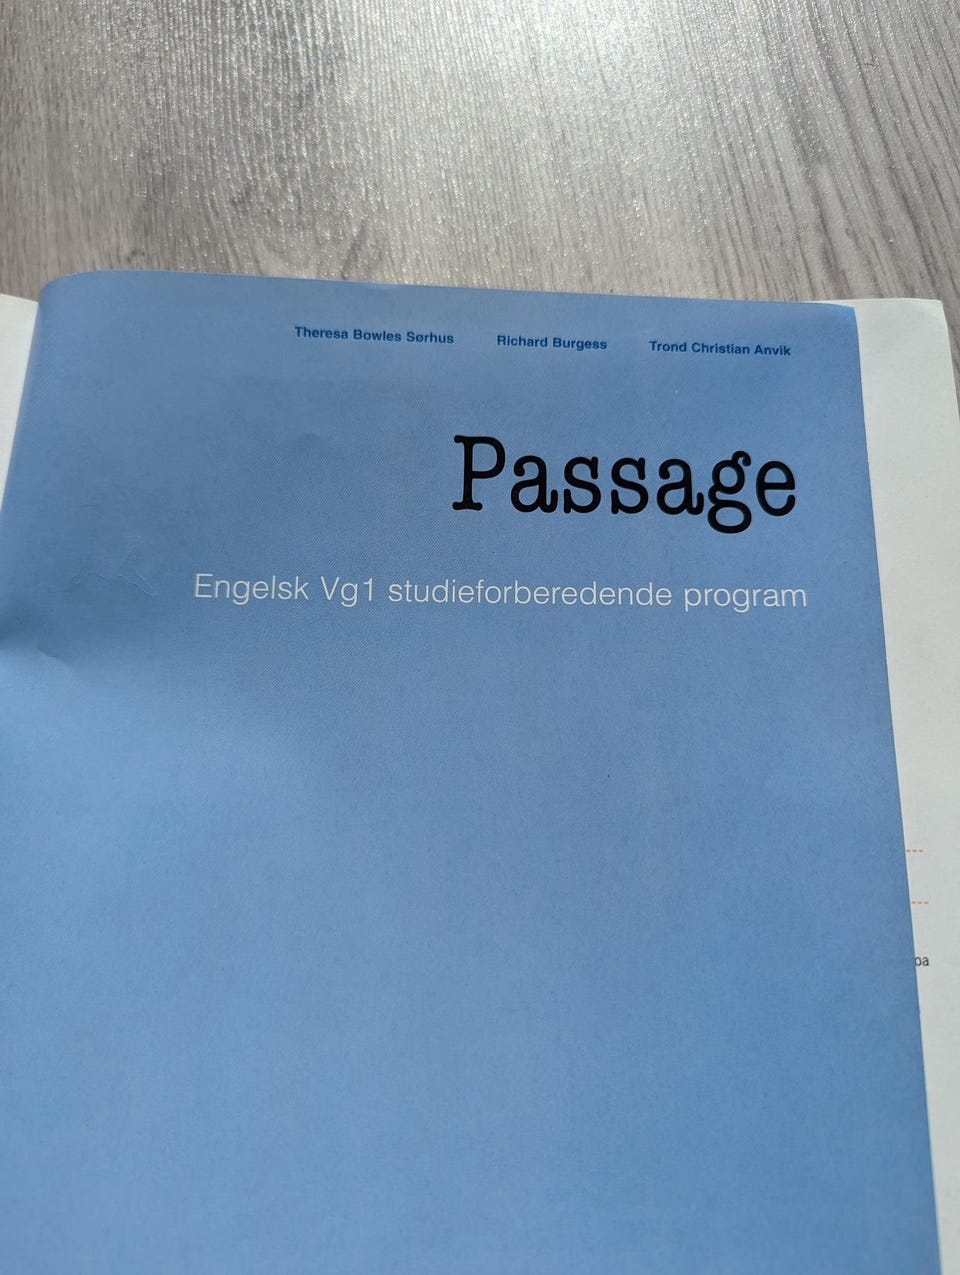 Theresa Bowles Sørhus Richard Burgess Trond Christian Anvik
Passage
Engelsk Vg1 studieforberedende program